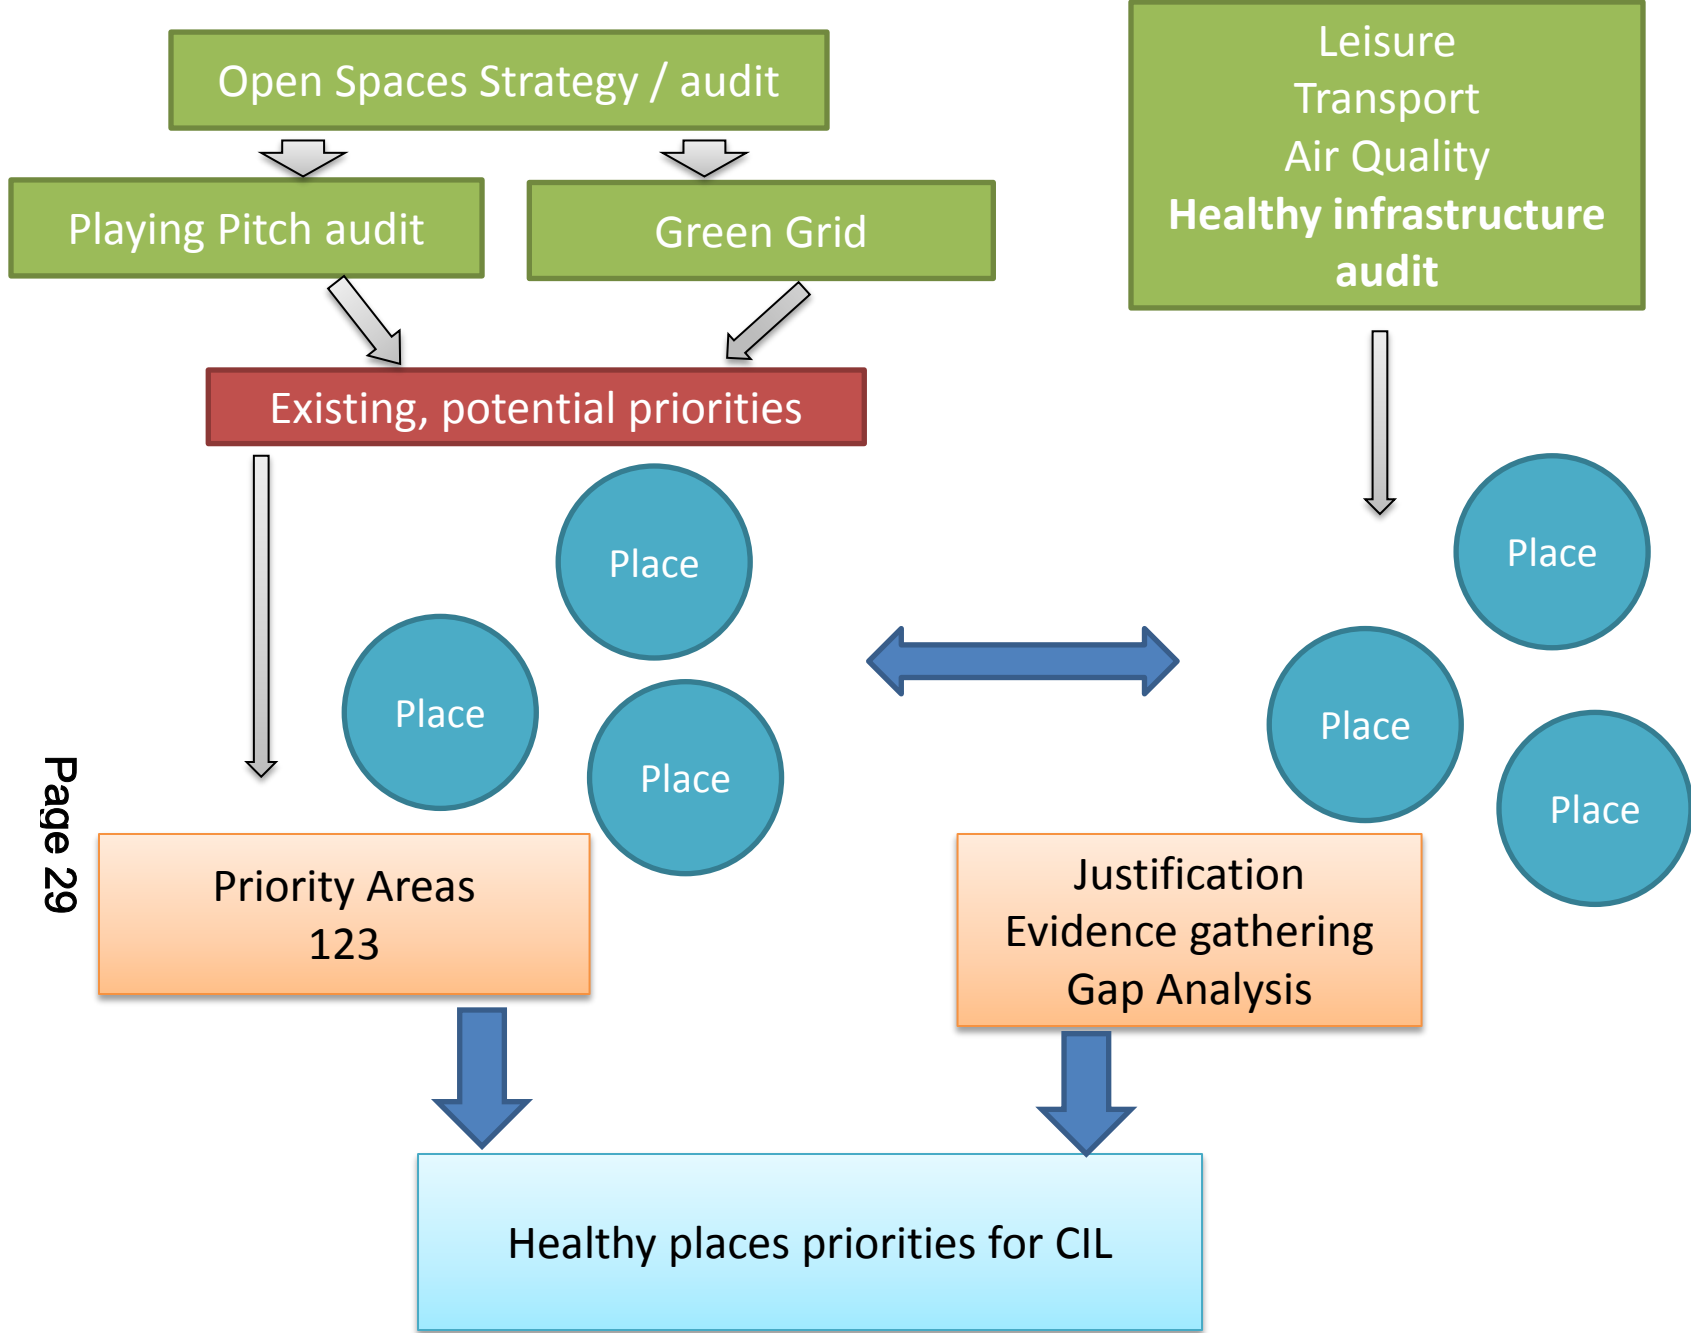 Open Spaces Strategy / audit
Leisure
Transport
Air Quality
Healthy infrastructure
audit
Playing Pitch audit
Green Grid
Existing, potential priorities
Place
Place
Place
Place
Place
Place
Page 29
Priority Areas
123
Justification
Evidence gathering
Gap Analysis
Healthy places priorities for CIL